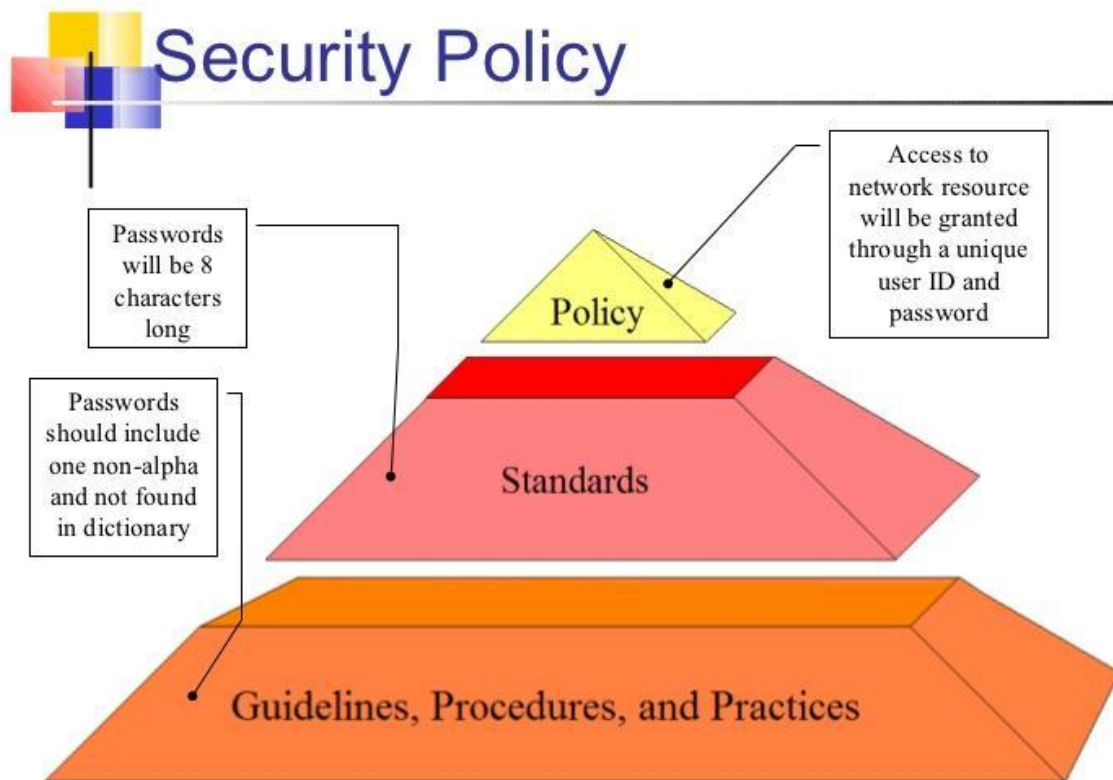 Security Policy
Access to
network resource
will be granted
through a unique
user ID and
password
Passwords
will be 8
characters
long
Policy
Passwords
should include
one non-alpha
and not found
in dictionary
Standards
Guidelines, Procedures, and Practices